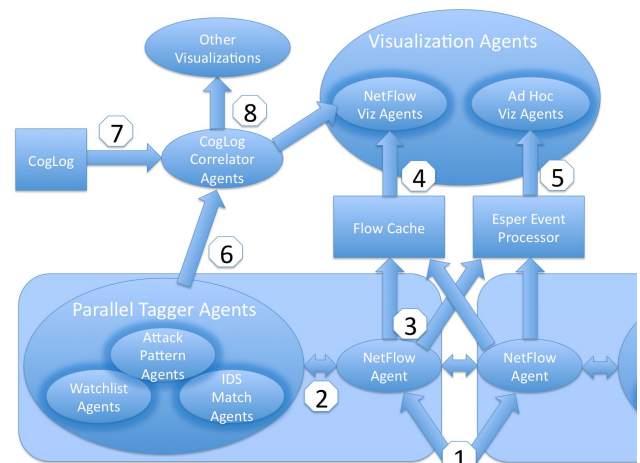 Other
Visualizations
Visualization Agents
NetFlow
Viz Agents
Ad Hoc
Viz Agents
7
8
CogLog
CogLog
Correlator
Agents
4
5
Flow Cache
Esper Event
Processor
6
Parallel Tagger Agents
3
Attack
Pattern
Agents
Watchlist
Agents
IDS
Match
Agents
2
NetFlow
Agent
NetFlow
Agent
1